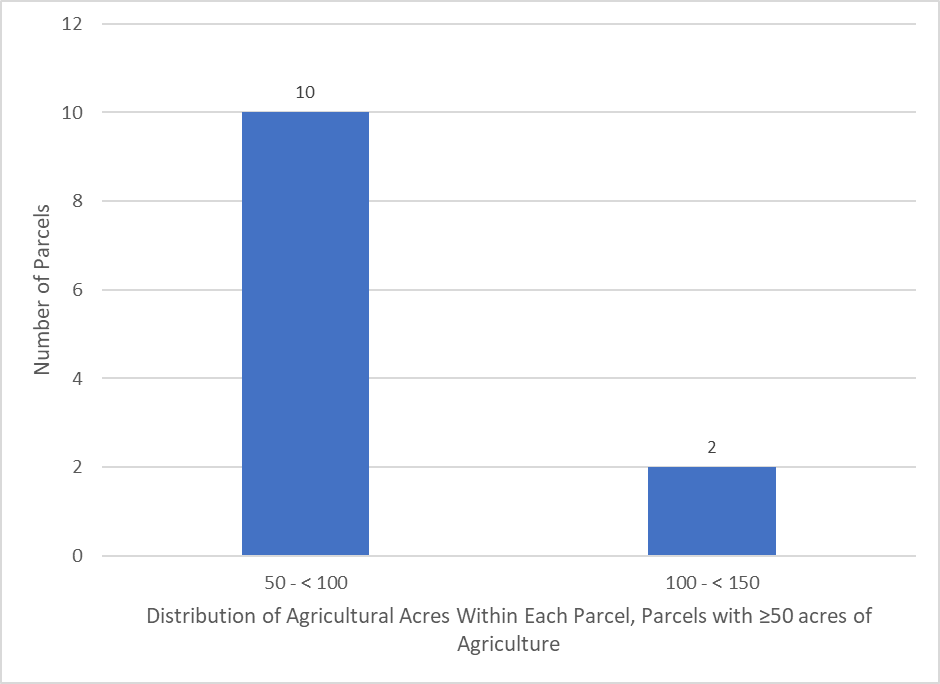 12
10
10
8
6
4
2
2
0
Number of Parcels
50 - < 100
100 - < 150
Distribution of Agricultural Acres Within Each Parcel, Parcels with ≥50 acres of
Agriculture